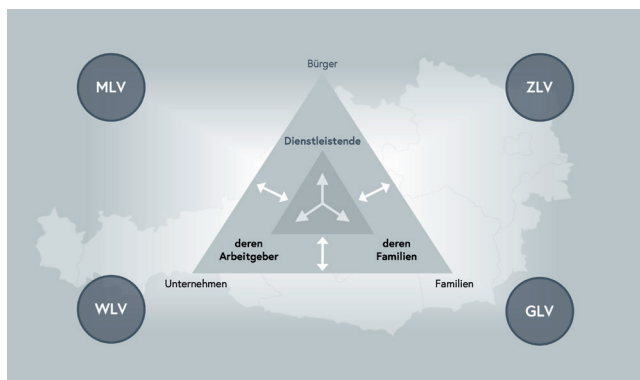 Bürger
MLV
ZLV
Dienstleistende
deren
Arbeitgeber
deren
Familien
Unternehmen
Familien
WLV
GLV